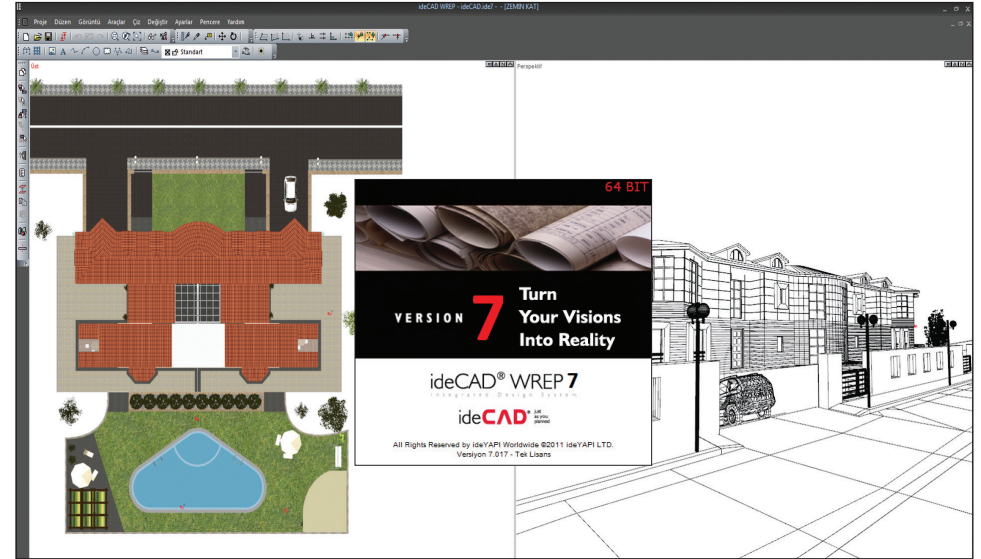 ideCAD WREP - ideCAD.ide7 - - [ZEMIN KAT]
Proje Düzen Görüntü Araçlar Çiz Değiştir Ayarlar Pencere Yardım
Standart
Üst
Perspektif
64 BIT
VERSION 7
Turn
Your Visions
Into Reality
ideCAD® WREP 7
Integrated Design System
ideCAD® just as you planned
All Rights Reserved by ideYAPI Worldwide ©2011 ideYAPI LTD.
Versiyon 7.017 - Tek Lisans